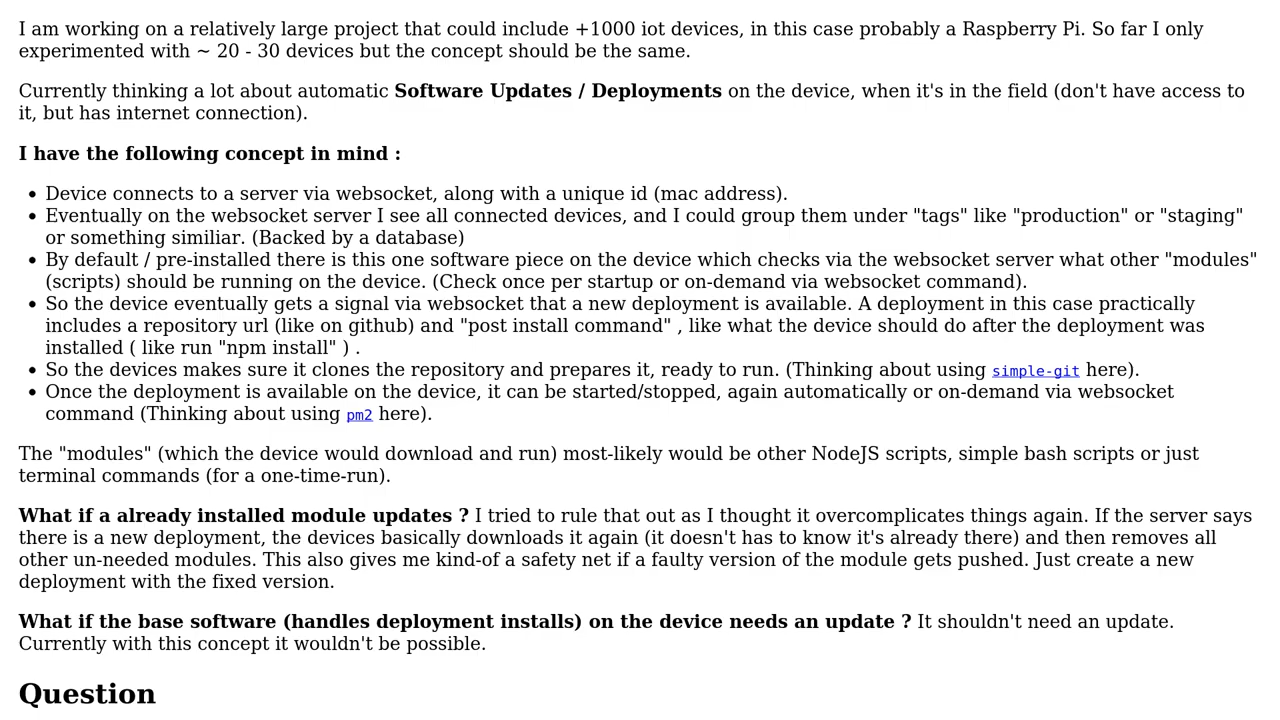 I am working on a relatively large project that could include +1000 iot devices, in this case probably a Raspberry Pi. So far I only
experimented with ~ 20 - 30 devices but the concept should be the same.
Currently thinking a lot about automatic Software Updates / Deployments on the device, when it's in the field (don't have access to
it, but has internet connection).
I have the following concept in mind :
• Device connects to a server via websocket, along with a unique id (mac address).
• Eventually on the websocket server I see all connected devices, and I could group them under "tags" like "production" or "staging"
or something similiar. (Backed by a database)
• By default / pre-installed there is this one software piece on the device which checks via the websocket server what other "modules"
(scripts) should be running on the device. (Check once per startup or on-demand via websocket command).
• So the device eventually gets a signal via websocket that a new deployment is available. A deployment in this case practically
includes a repository url (like on github) and "post install command" , like what the device should do after the deployment was
installed ( like run "npm install" ) .
• So the devices makes sure it clones the repository and prepares it, ready to run. (Thinking about using simple-git here).
• Once the deployment is available on the device, it can be started/stopped, again automatically or on-demand via websocket
command (Thinking about using pm2 here).
The "modules" (which the device would download and run) most-likely would be other NodeJS scripts, simple bash scripts or just
terminal commands (for a one-time-run).
What if a already installed module updates ? I tried to rule that out as I thought it overcomplicates things again. If the server says
there is a new deployment, the devices basically downloads it again (it doesn't has to know it's already there) and then removes all
other un-needed modules. This also gives me kind-of a safety net if a faulty version of the module gets pushed. Just create a new
deployment with the fixed version.
What if the base software (handles deployment installs) on the device needs an update ? It shouldn't need an update.
Currently with this concept it wouldn't be possible.
Question